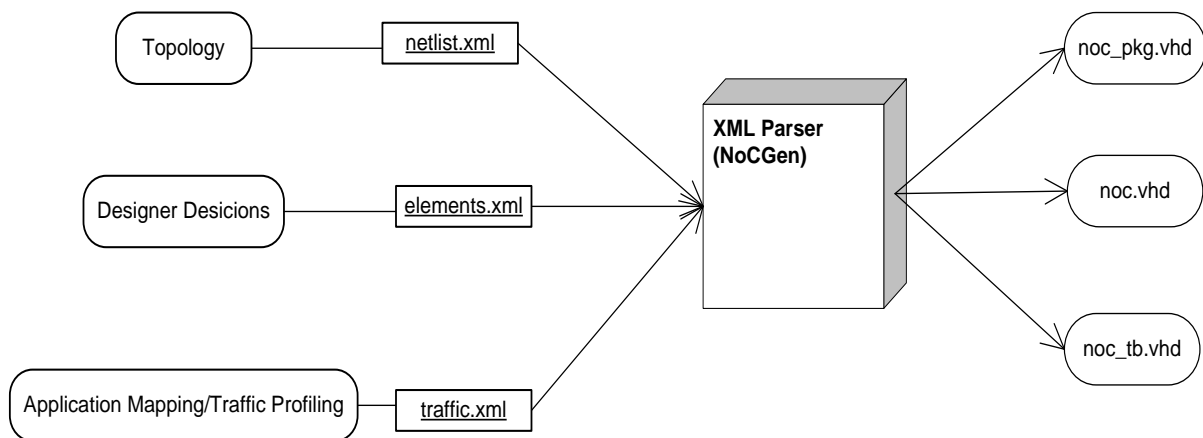 Topology
netlist.xml
noc_pkg.vhd
XML Parser
(NoCGen)
Designer Desicions
elements.xml
noc.vhd
noc_tb.vhd
Application Mapping/Traffic Profiling
traffic.xml